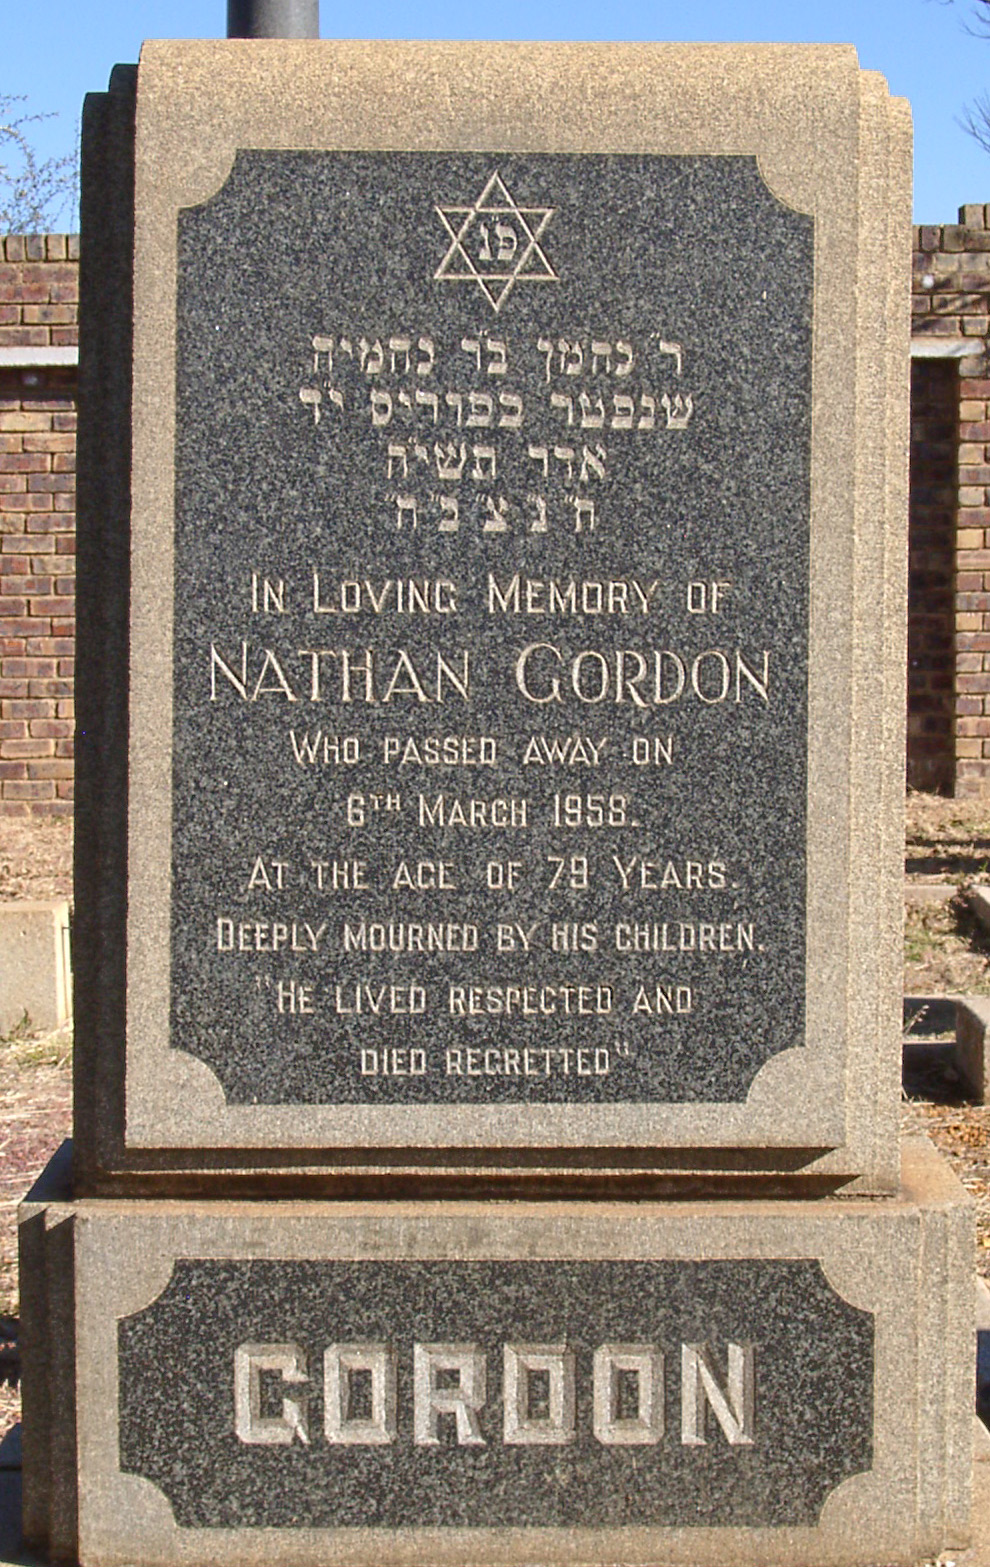 פנ
ר׳ נחמן ב׳ר נחמיה
שנפטר בפורים י״ד
אדר תשי״ח
ת׳נ׳צ׳ב׳ה׳
IN LOVING MEMORY OF
NATHAN GORDON
WHO PASSED AWAY ON
6TH MARCH 1958.
AT THE AGE OF 79 YEARS.
DEEPLY MOURNED BY HIS CHILDREN.
"HE LIVED RESPECTED AND
DIED REGRETTED"
GORDON